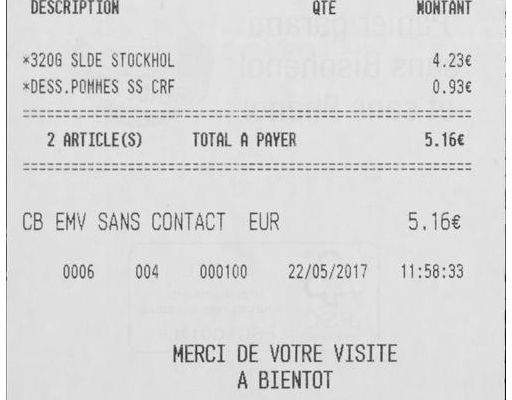 DESCRIPTION QTE MONTANT
*320G SLDE STOCKHOL 4.23€
*DESS.POMMES SS CRF 0.93€
================================================
2 ARTICLE(S) TOTAL A PAYER 5.16€
================================================
CB EMV SANS CONTACT EUR 5.16€
0006 004 000100 22/05/2017 11:58:33
MERCI DE VOTRE VISITE
A BIENTOT